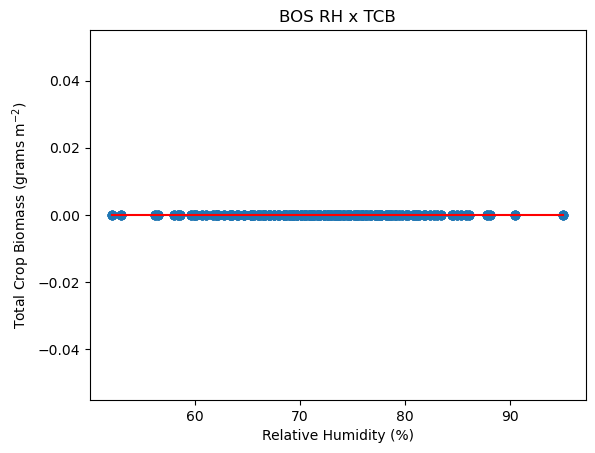 BOS RH x TCB
0.04
0.02
0.00
−0.02
−0.04
Total Crop Biomass (grams m⁻²)
60 70 80 90
Relative Humidity (%)